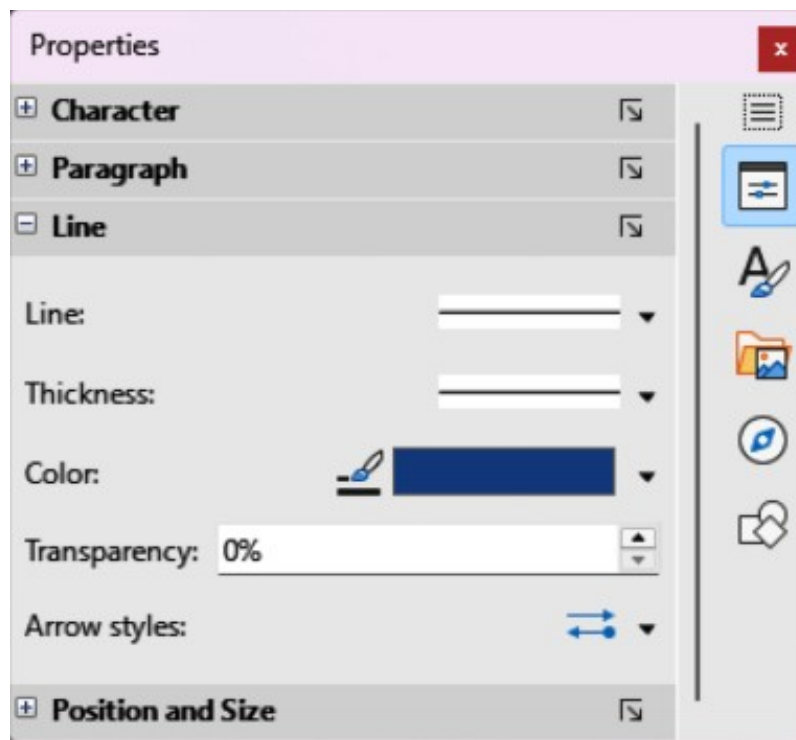 Properties
Character
Paragraph
Line
Line:
Thickness:
Color:
Transparency: 0%
Arrow styles:
Position and Size